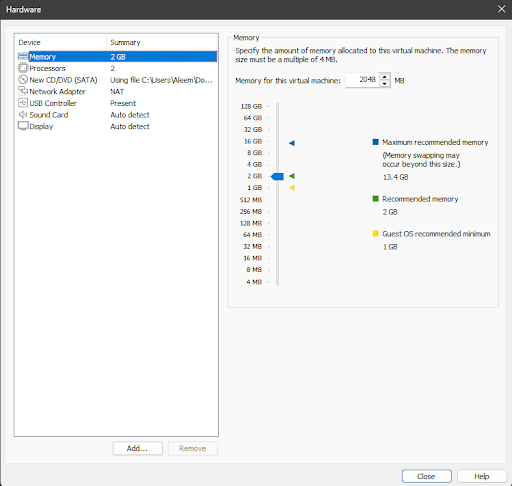 Hardware
Device Summary
Memory 2 GB
Processors 2
New CD/DVD (SATA) Using file C:\Users\Aleem\Do...
Network Adapter NAT
USB Controller Present
Sound Card Auto detect
Display Auto detect
Add... Remove
Memory
Specify the amount of memory allocated to this virtual machine. The memory
size must be a multiple of 4 MB.
Memory for this virtual machine: 2048 MB
128 GB
64 GB
32 GB
16 GB
8 GB
4 GB
2 GB
1 GB
512 MB
256 MB
128 MB
64 MB
32 MB
16 MB
8 MB
4 MB
Maximum recommended memory
(Memory swapping may
occur beyond this size.)
13.4 GB
Recommended memory
2 GB
Guest OS recommended minimum
1 GB
Close Help